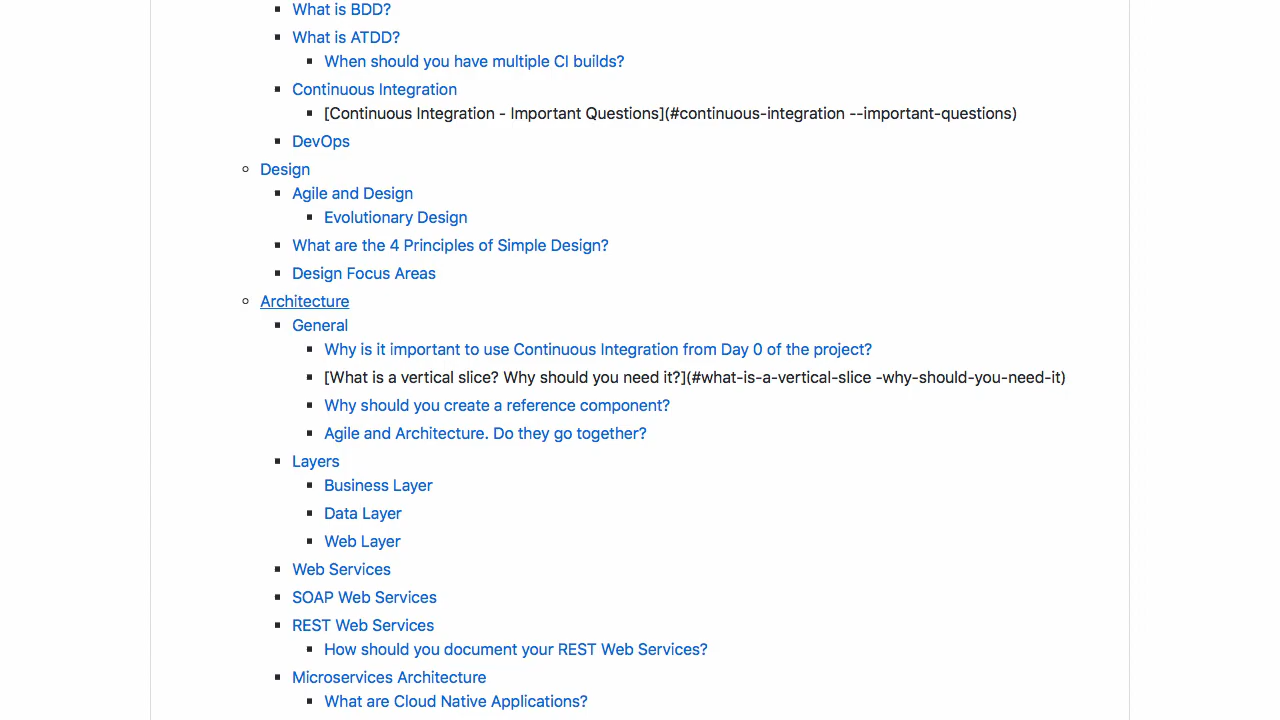 What is BDD?
What is ATDD?
When should you have multiple CI builds?
Continuous Integration
[Continuous Integration - Important Questions](#continuous-integration --important-questions)
DevOps
Design
Agile and Design
Evolutionary Design
What are the 4 Principles of Simple Design?
Design Focus Areas
Architecture
General
Why is it important to use Continuous Integration from Day 0 of the project?
[What is a vertical slice? Why should you need it?](#what-is-a-vertical-slice -why-should-you-need-it)
Why should you create a reference component?
Agile and Architecture. Do they go together?
Layers
Business Layer
Data Layer
Web Layer
Web Services
SOAP Web Services
REST Web Services
How should you document your REST Web Services?
Microservices Architecture
What are Cloud Native Applications?